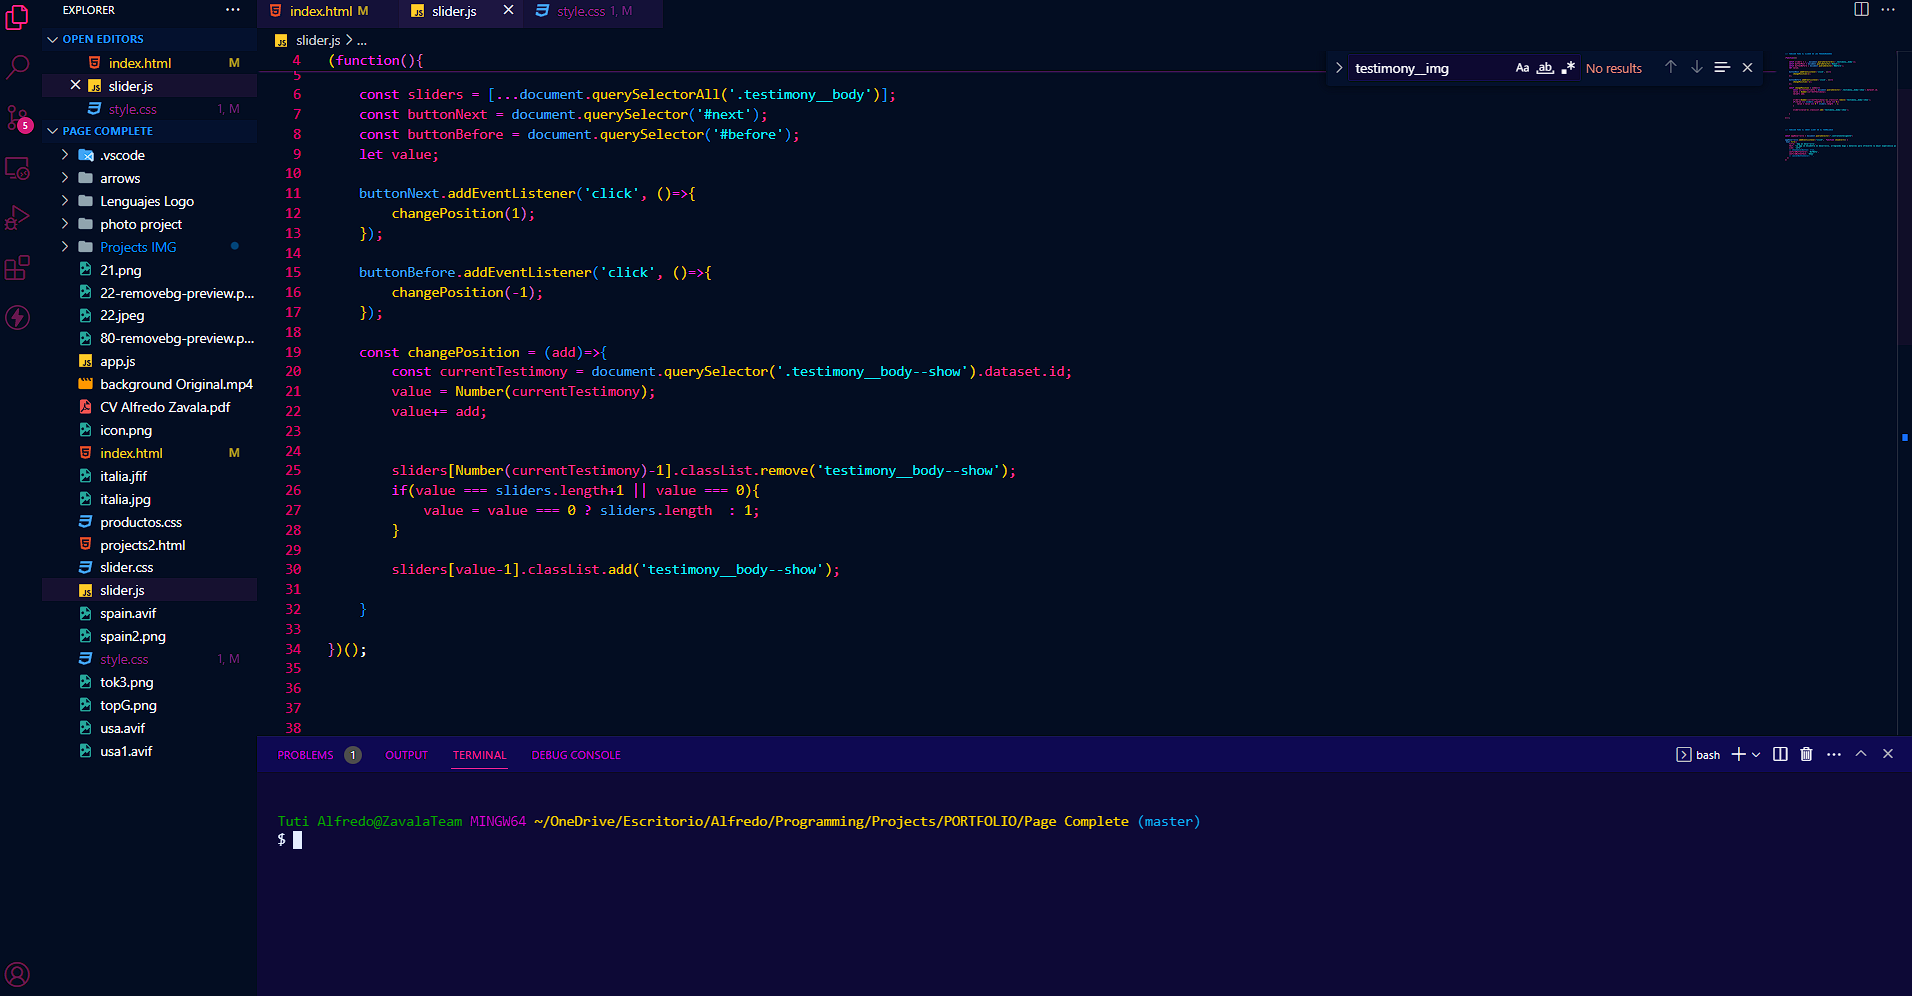 EXPLORER
OPEN EDITORS
index.html M
slider.js
style.css 1, M
PAGE COMPLETE
.vscode
arrows
Lenguajes Logo
photo project
Projects IMG
21.png
22-removebg-preview.p...
22.jpeg
80-removebg-preview.p...
app.js
background Original.mp4
CV Alfredo Zavala.pdf
icon.png
index.html M
italia.jfif
italia.jpg
productos.css
projects2.html
slider.css
slider.js
spain.avif
spain2.png
style.css 1, M
tok3.png
topG.png
usa.avif
usa1.avif
5
index.html M
slider.js
style.css 1, M
slider.js > ...
testimony__img Aa ab .* No results
4 (function(){
5
6 const sliders = [...document.querySelectorAll('.testimony__body')];
7 const buttonNext = document.querySelector('#next');
8 const buttonBefore = document.querySelector('#before');
9 let value;
10
11 buttonNext.addEventListener('click', ()=>{
12 changePosition(1);
13 });
14
15 buttonBefore.addEventListener('click', ()=>{
16 changePosition(-1);
17 });
18
19 const changePosition = (add)=>{
20 const currentTestimony = document.querySelector('.testimony__body--show').dataset.id;
21 value = Number(currentTestimony);
22 value+= add;
23
24
25 sliders[Number(currentTestimony)-1].classList.remove('testimony__body--show');
26 if(value === sliders.length+1 || value === 0){
27 value = value === 0 ? sliders.length  : 1;
28 }
29
30 sliders[value-1].classList.add('testimony__body--show');
31
32 }
33
34 })();
35
36
37
38
PROBLEMS 1 OUTPUT TERMINAL DEBUG CONSOLE
bash
Tuti Alfredo@ZavalaTeam MINGW64 ~/OneDrive/Escritorio/Alfredo/Programming/Projects/PORTFOLIO/Page Complete (master)
$